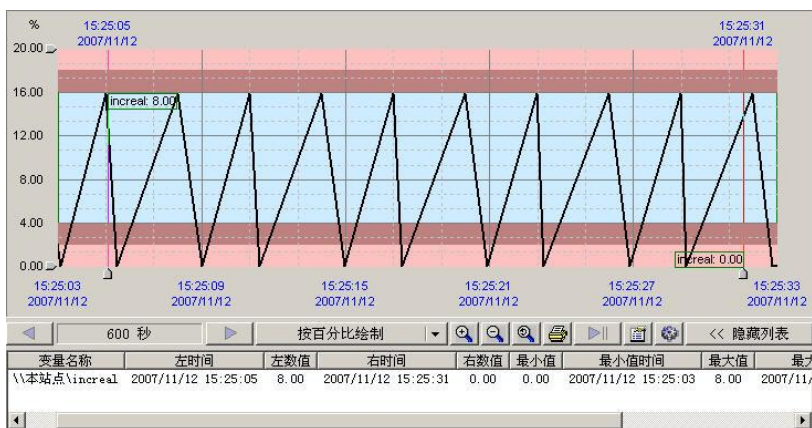 % 15:25:05 15:25:31
2007/11/12 2007/11/12
20.00
16.00
increal: 8.00
12.00
8.00
4.00
increal: 0.00
0.00
15:25:03 15:25:09 15:25:15 15:25:21 15:25:27 15:25:33
2007/11/12 2007/11/12 2007/11/12 2007/11/12 2007/11/12 2007/11/12
600 秒 按百分比绘制 << 隐藏列表
变量名称 左时间 左数值 右时间 右数值 最小值 最小值时间 最大值 最大
\\本站点\increal 2007/11/12 15:25:05 8.00 2007/11/12 15:25:31 0.00 0.00 2007/11/12 15:25:03 8.00 2007/11/